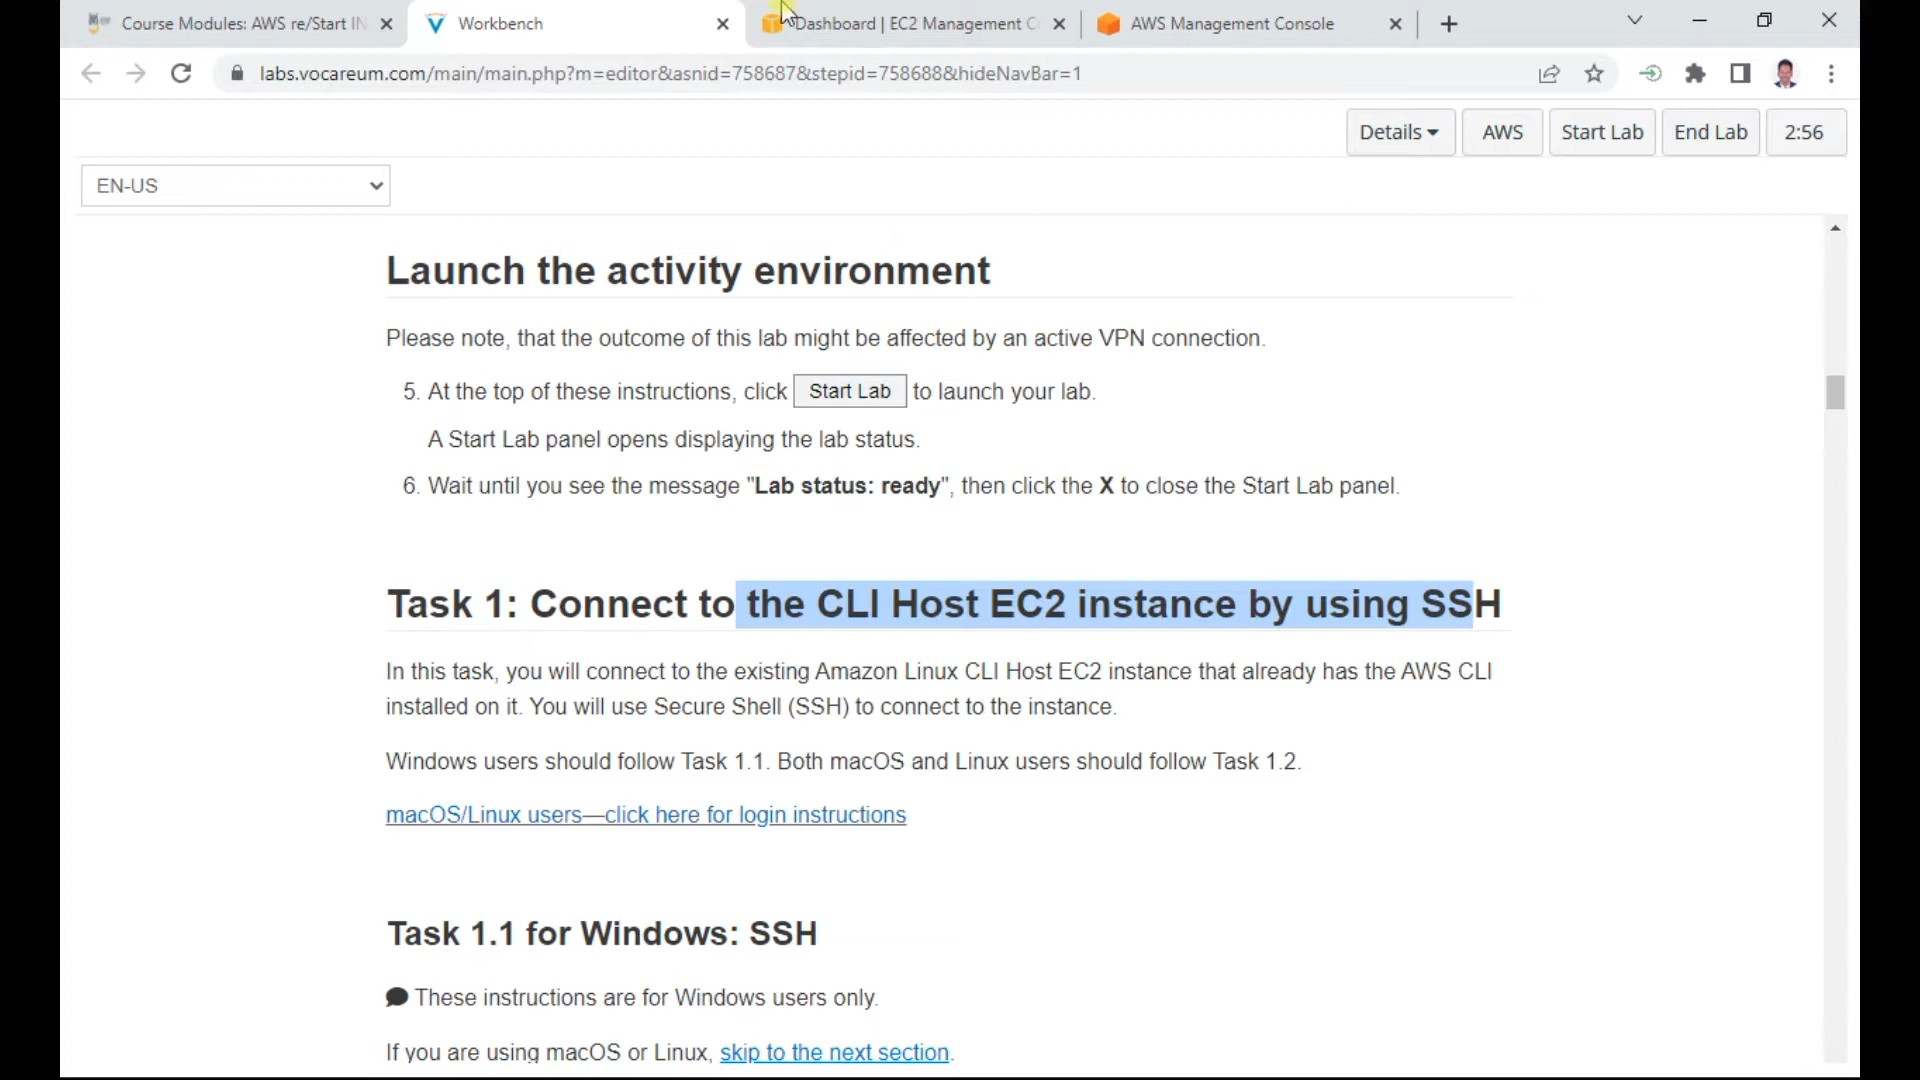 Course Modules: AWS re/Start IN
Workbench
Dashboard | EC2 Management C
AWS Management Console
labs.vocareum.com/main/main.php?m=editor&asnid=758687&stepid=758688&hideNavBar=1
Details
AWS
Start Lab
End Lab
2:56
EN-US
Launch the activity environment
Please note, that the outcome of this lab might be affected by an active VPN connection.
5. At the top of these instructions, click Start Lab to launch your lab.
A Start Lab panel opens displaying the lab status.
6. Wait until you see the message "Lab status: ready", then click the X to close the Start Lab panel.
Task 1: Connect to the CLI Host EC2 instance by using SSH
In this task, you will connect to the existing Amazon Linux CLI Host EC2 instance that already has the AWS CLI
installed on it. You will use Secure Shell (SSH) to connect to the instance.
Windows users should follow Task 1.1. Both macOS and Linux users should follow Task 1.2.
macOS/Linux users—click here for login instructions
Task 1.1 for Windows: SSH
These instructions are for Windows users only.
If you are using macOS or Linux, skip to the next section.